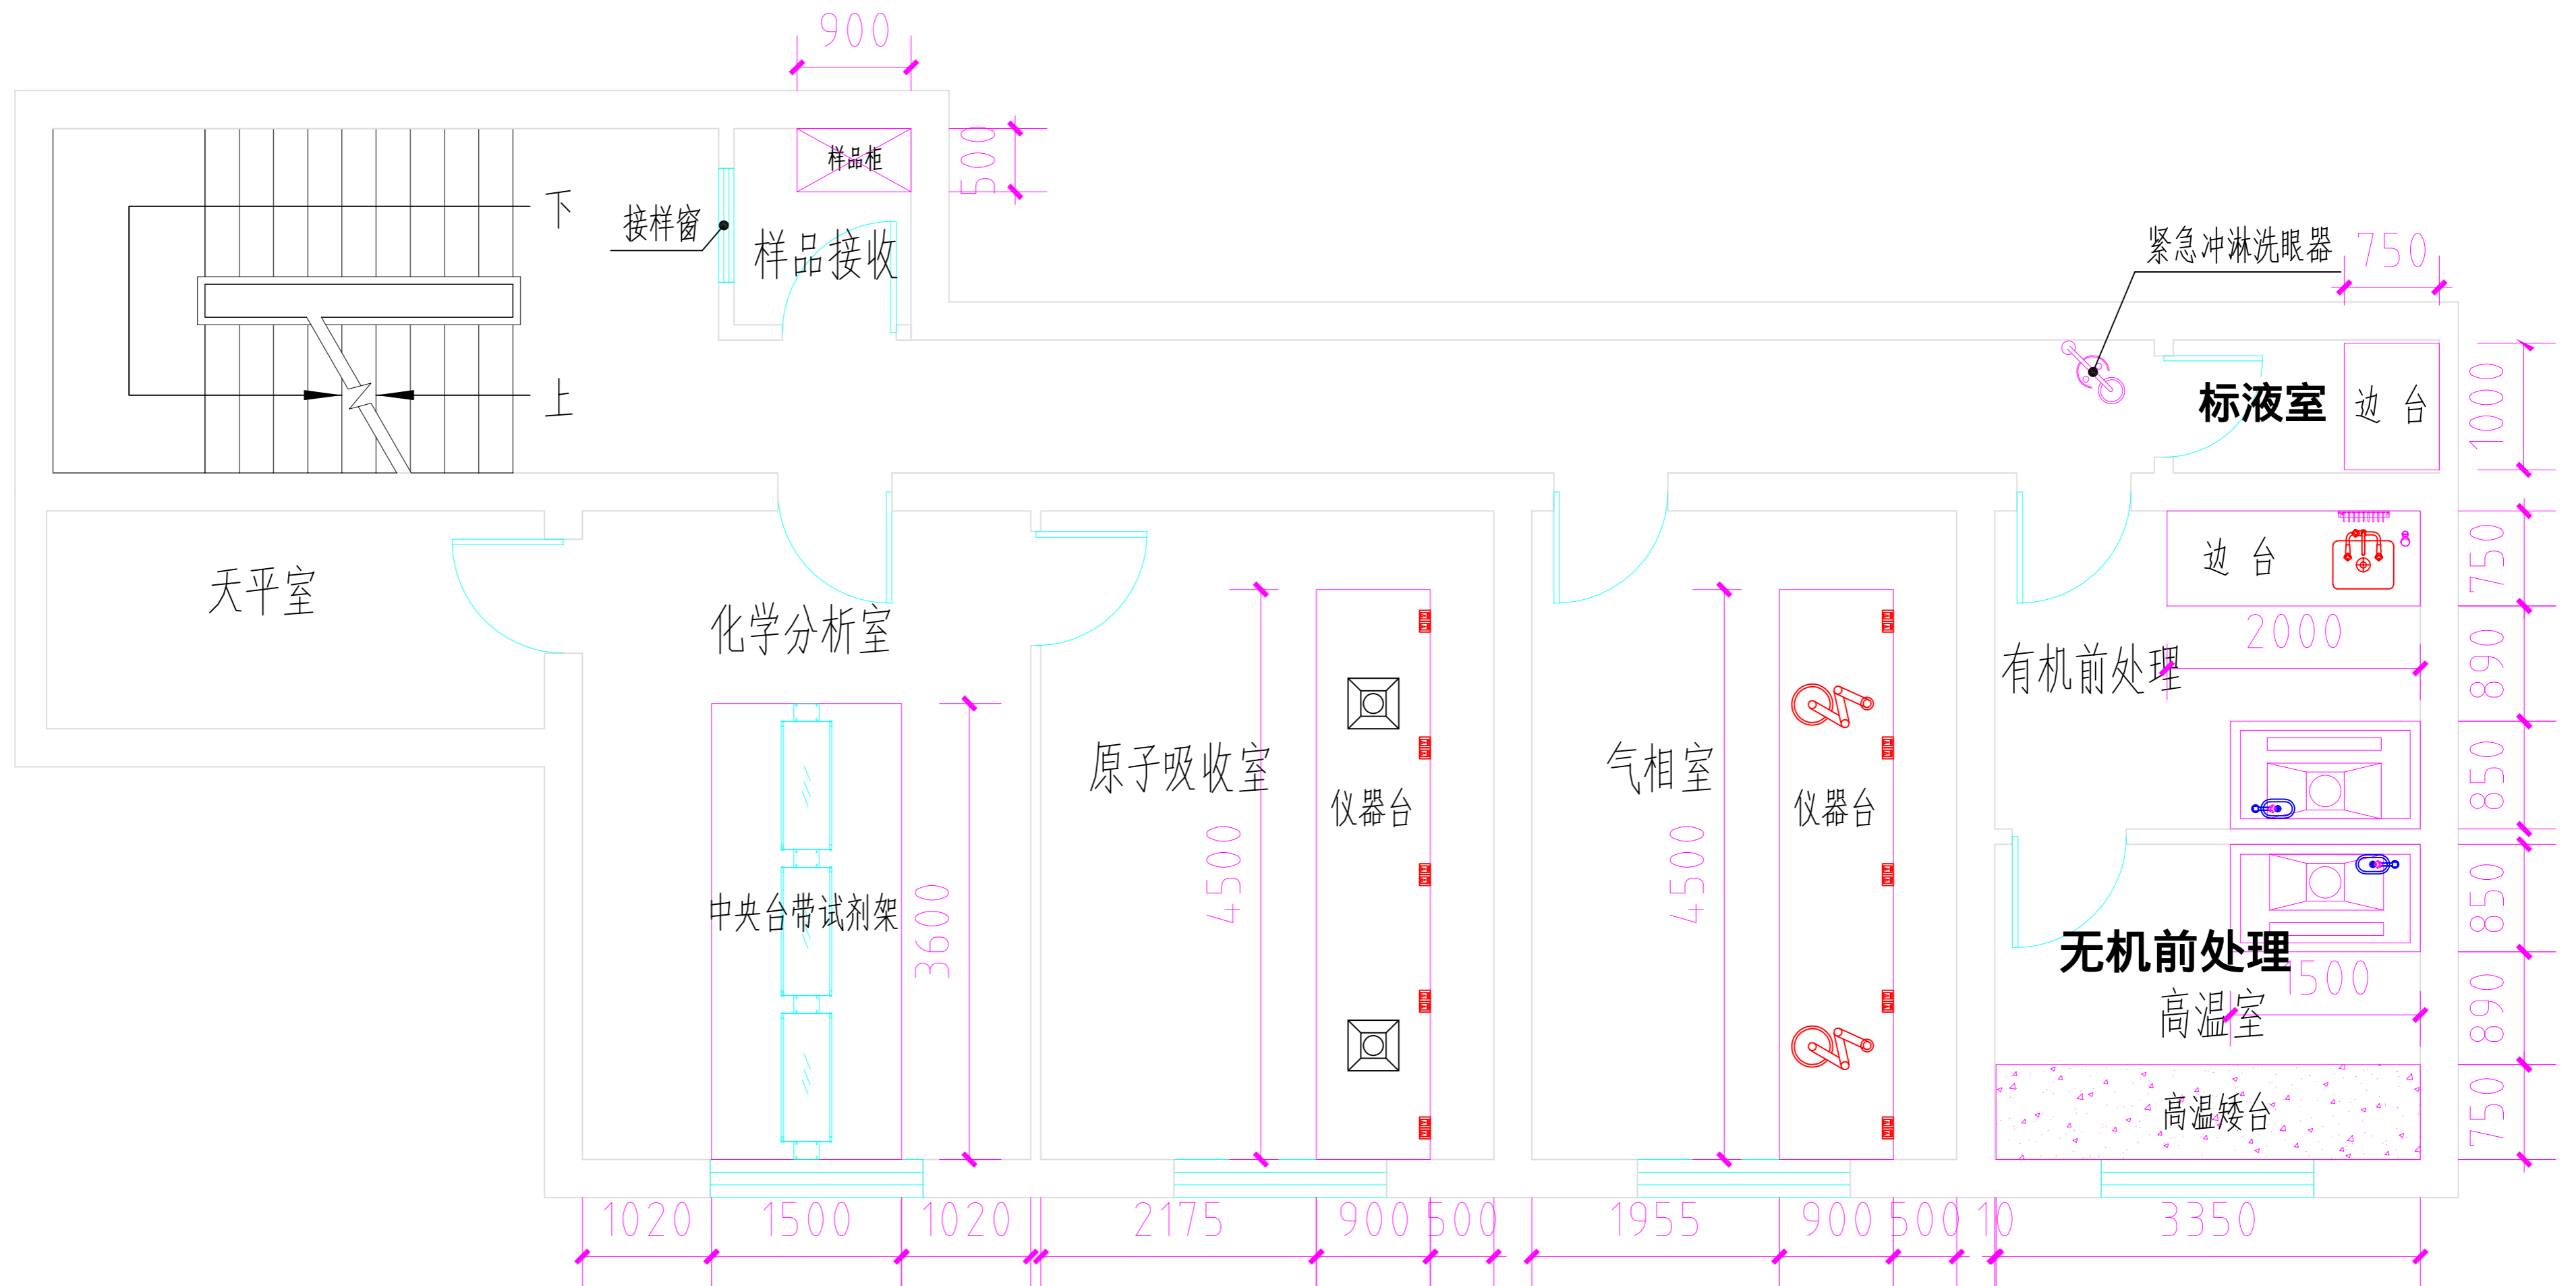 900
样品柜
500
下
接样窗
样品接收
紧急冲淋洗眼器
750
上
标液室
边 台
1000
天平室
化学分析室
边 台
750
2000
890
有机前处理
原子吸收室
气相室
仪器台
仪器台
850
4500
4500
中央台带试剂架
3600
850
无机前处理
1500
高温室
890
高温矮台
750
1020
1500
1020
2175
900
500
1955
900
500
10
3350